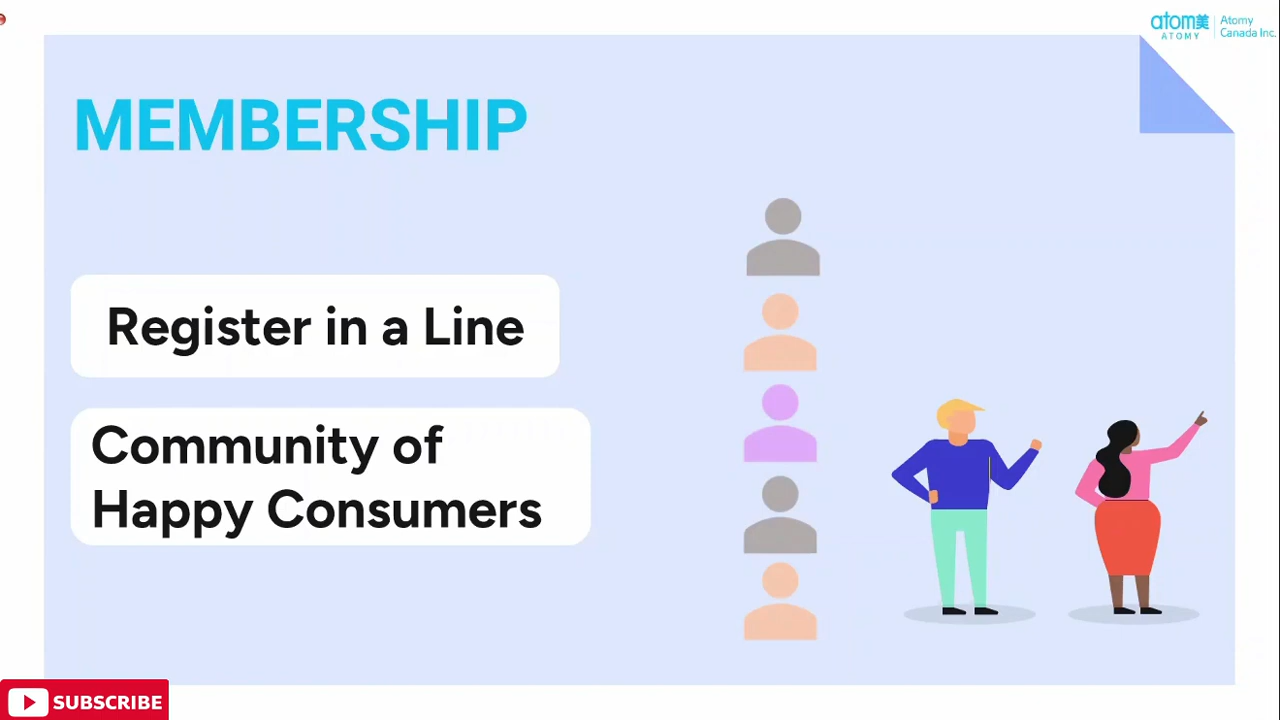 atom美
ATOMY
Atomy
Canada Inc.
MEMBERSHIP
Register in a Line
Community of
Happy Consumers
SUBSCRIBE